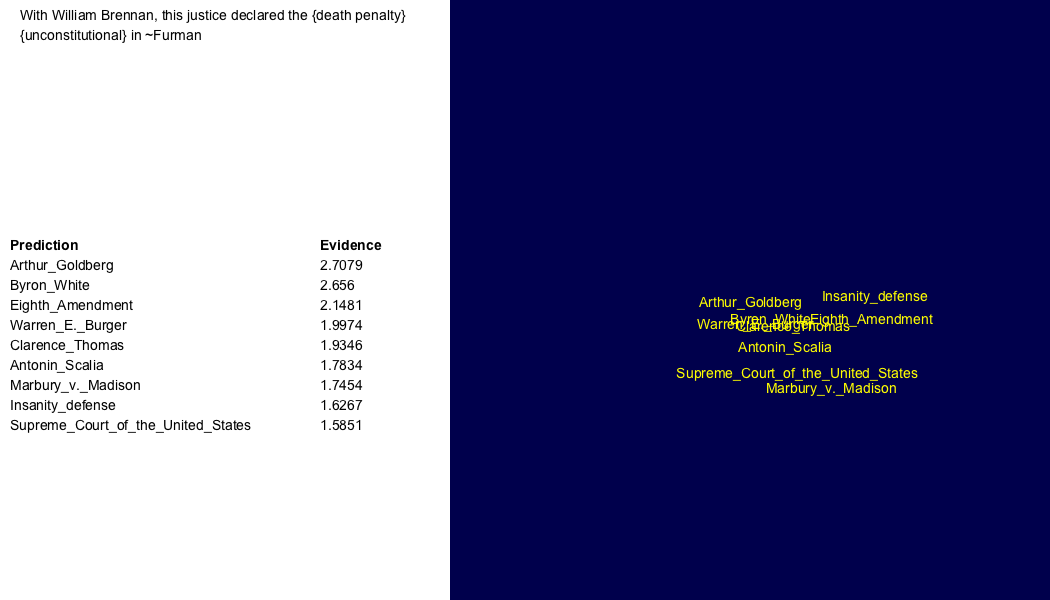 With William Brennan, this justice declared the {death penalty}
{unconstitutional} in ~Furman
Prediction Evidence
Arthur_Goldberg 2.7079
Byron_White 2.656
Eighth_Amendment 2.1481
Warren_E._Burger 1.9974
Clarence_Thomas 1.9346
Antonin_Scalia 1.7834
Marbury_v._Madison 1.7454
Insanity_defense 1.6267
Supreme_Court_of_the_United_States 1.5851
Insanity_defense
Arthur_Goldberg
Byron_White Eighth_Amendment
Warren_E._Burger
Clarence_Thomas
Antonin_Scalia
Supreme_Court_of_the_United_States
Marbury_v._Madison